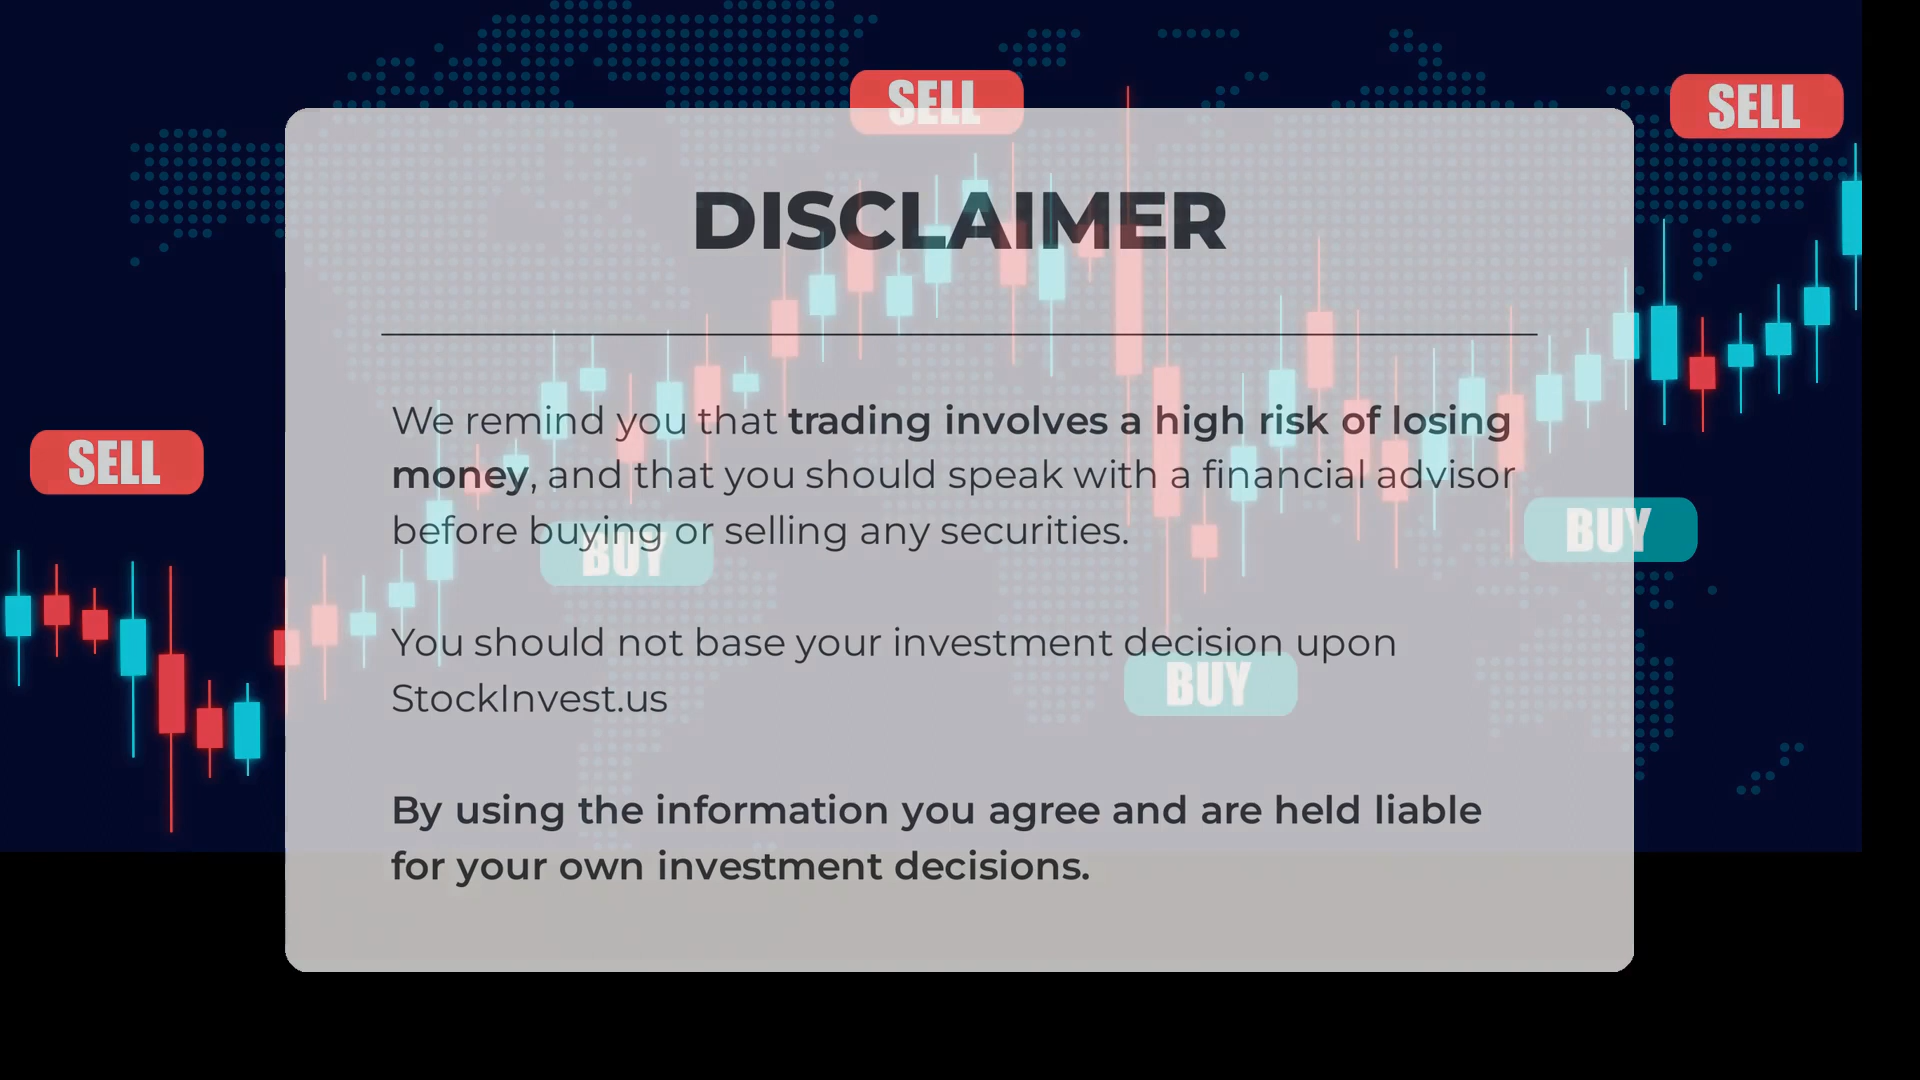 SELL
SELL
DISCLAIMER
We remind you that trading involves a high risk of losing
money, and that you should speak with a financial advisor
before buying or selling any securities.
SELL
BUY
BUY
You should not base your investment decision upon
StockInvest.us
BUY
By using the information you agree and are held liable
for your own investment decisions.